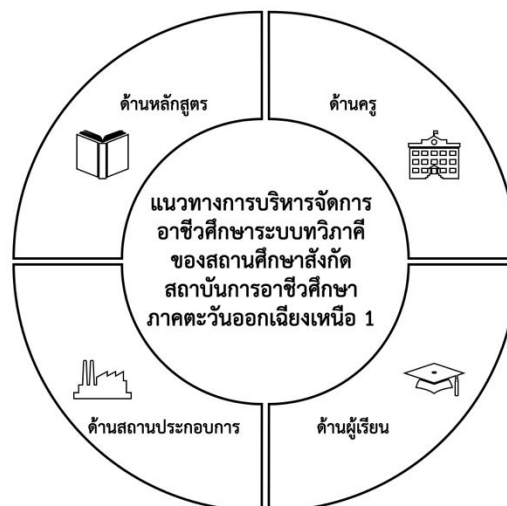 ด้านหลักสูตร
ด้านครู
แนวทางการบริหารจัดการ
อาชีวศึกษาระบบทวิภาคี
ของสถานศึกษาสังกัด
สถาบันการอาชีวศึกษา
ภาคตะวันออกเฉียงเหนือ 1
ด้านสถานประกอบการ
ด้านผู้เรียน